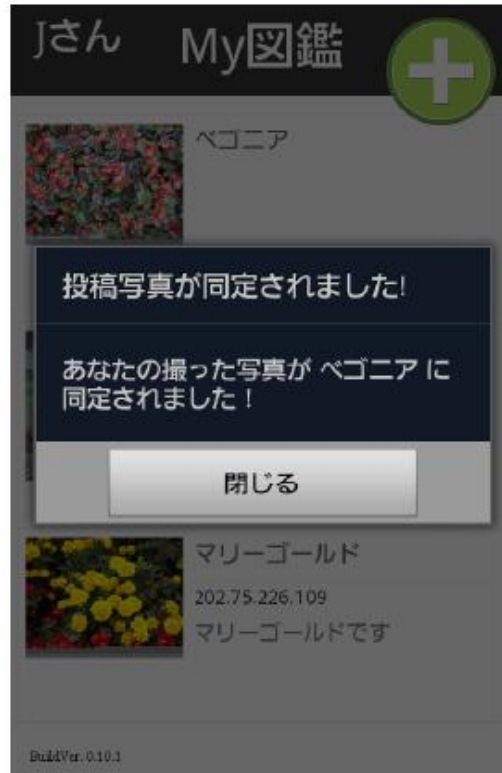 Jさん
My図鑑
ベゴニア
投稿写真が同定されました!
あなたの撮った写真が ベゴニア に
同定されました！
閉じる
マリーゴールド
202.75.226.109
マリーゴールドです
BuildVer. 0.10.1